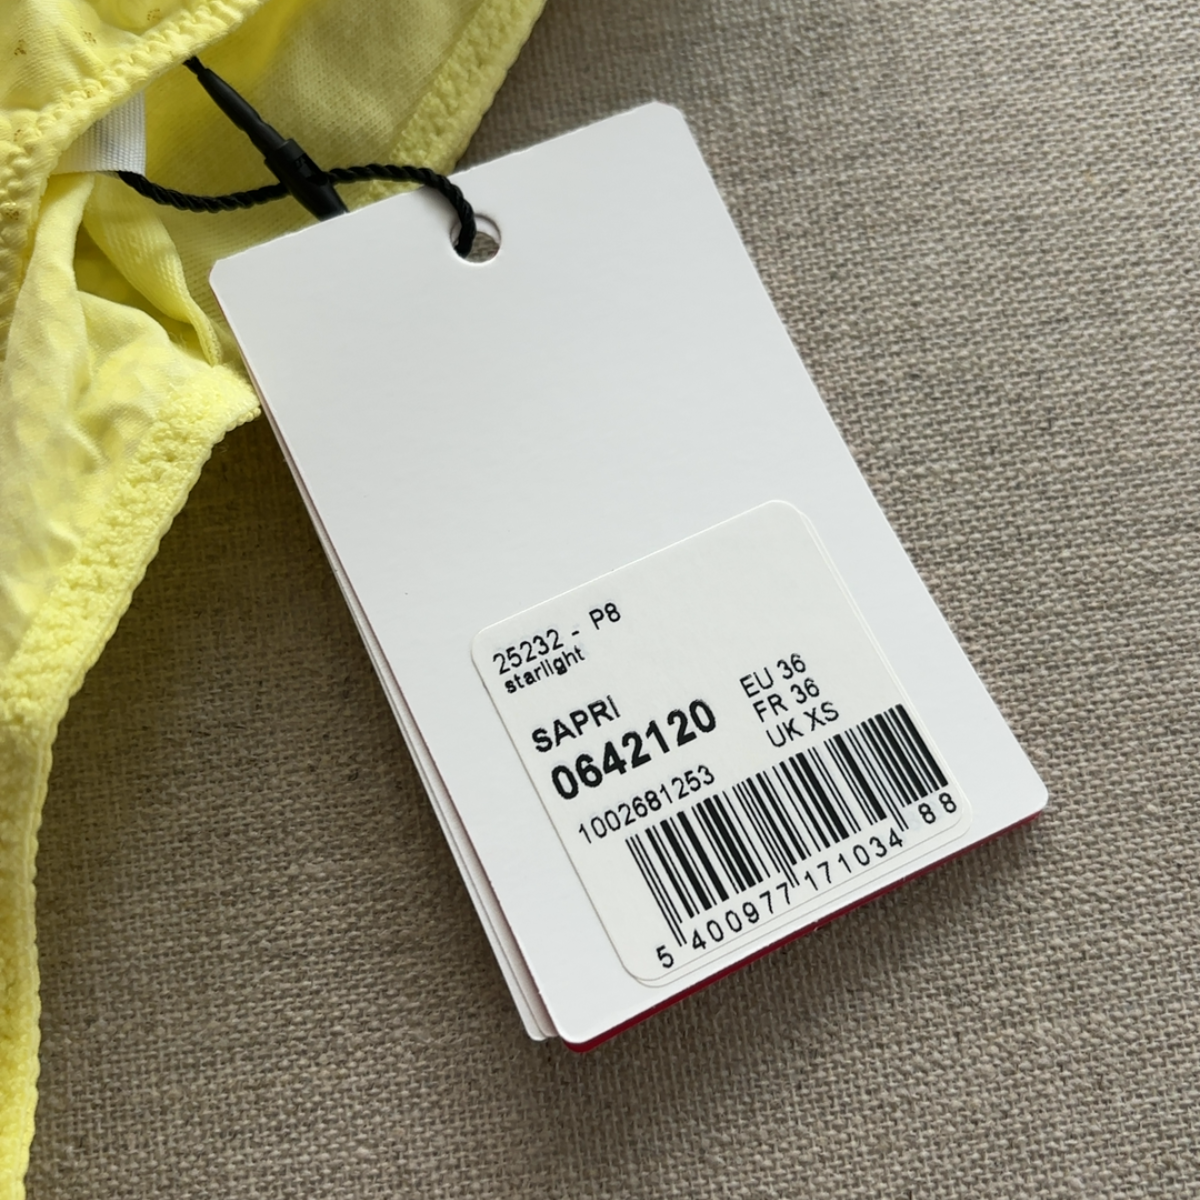 25232 - P8
starlight
SAPRI
0642120
EU 36
FR 36
UK XS
1002681253
5 400977 171034 88